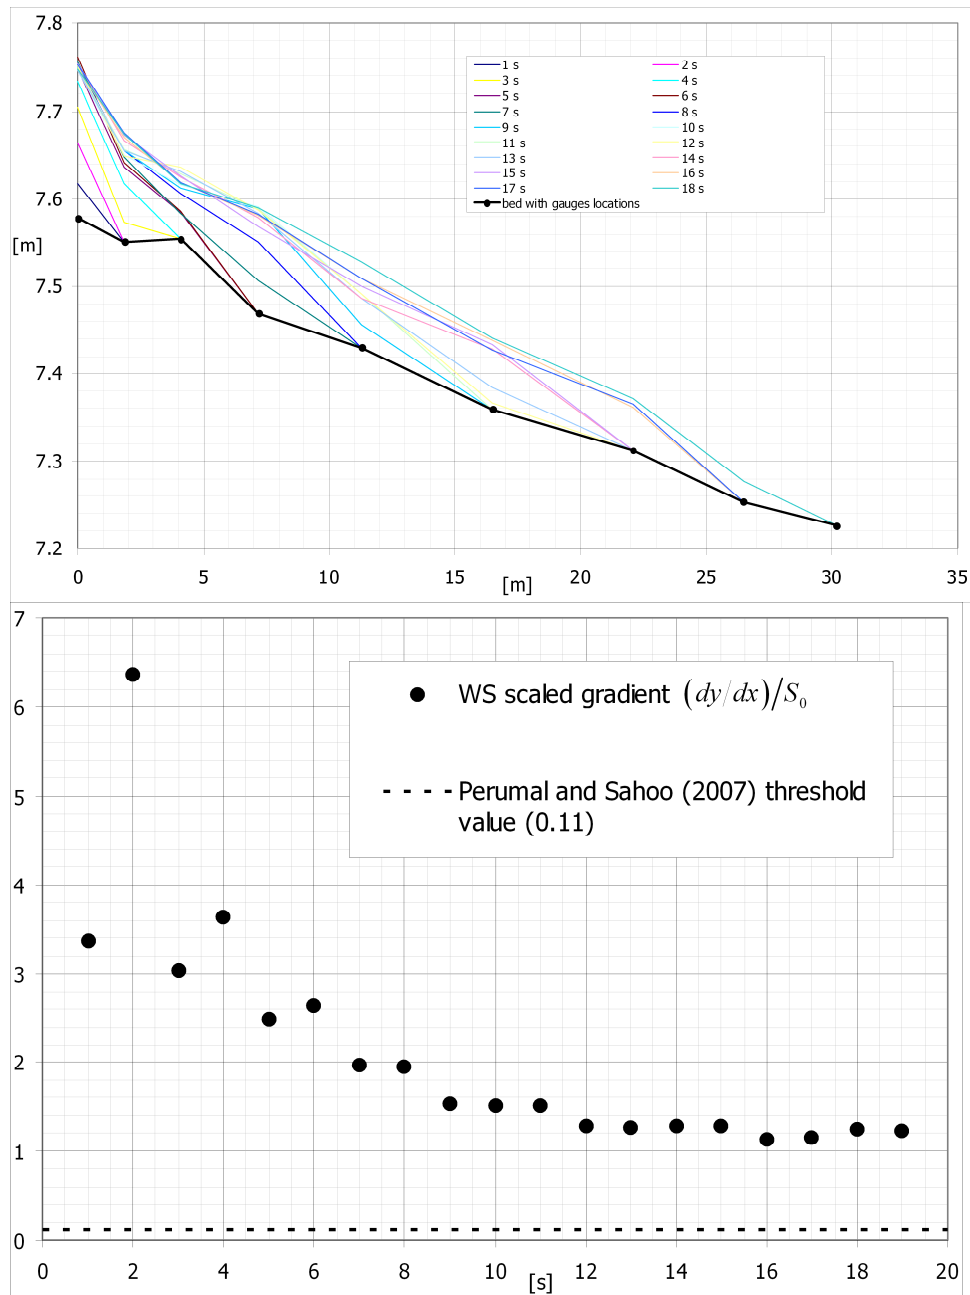 7.8
7.7
7.6
7.5
7.4
7.3
7.2
[m]
1 s 2 s
3 s 4 s
5 s 6 s
7 s 8 s
9 s 10 s
11 s 12 s
13 s 14 s
15 s 16 s
17 s 18 s
bed with gauges locations
0 5 10 15 20 25 30 35
[m]
7
6
5
4
3
2
1
0
WS scaled gradient (dy/dx)/S₀
Perumal and Sahoo (2007) threshold
value (0.11)
0 2 4 6 8 10 12 14 16 18 20
[s]